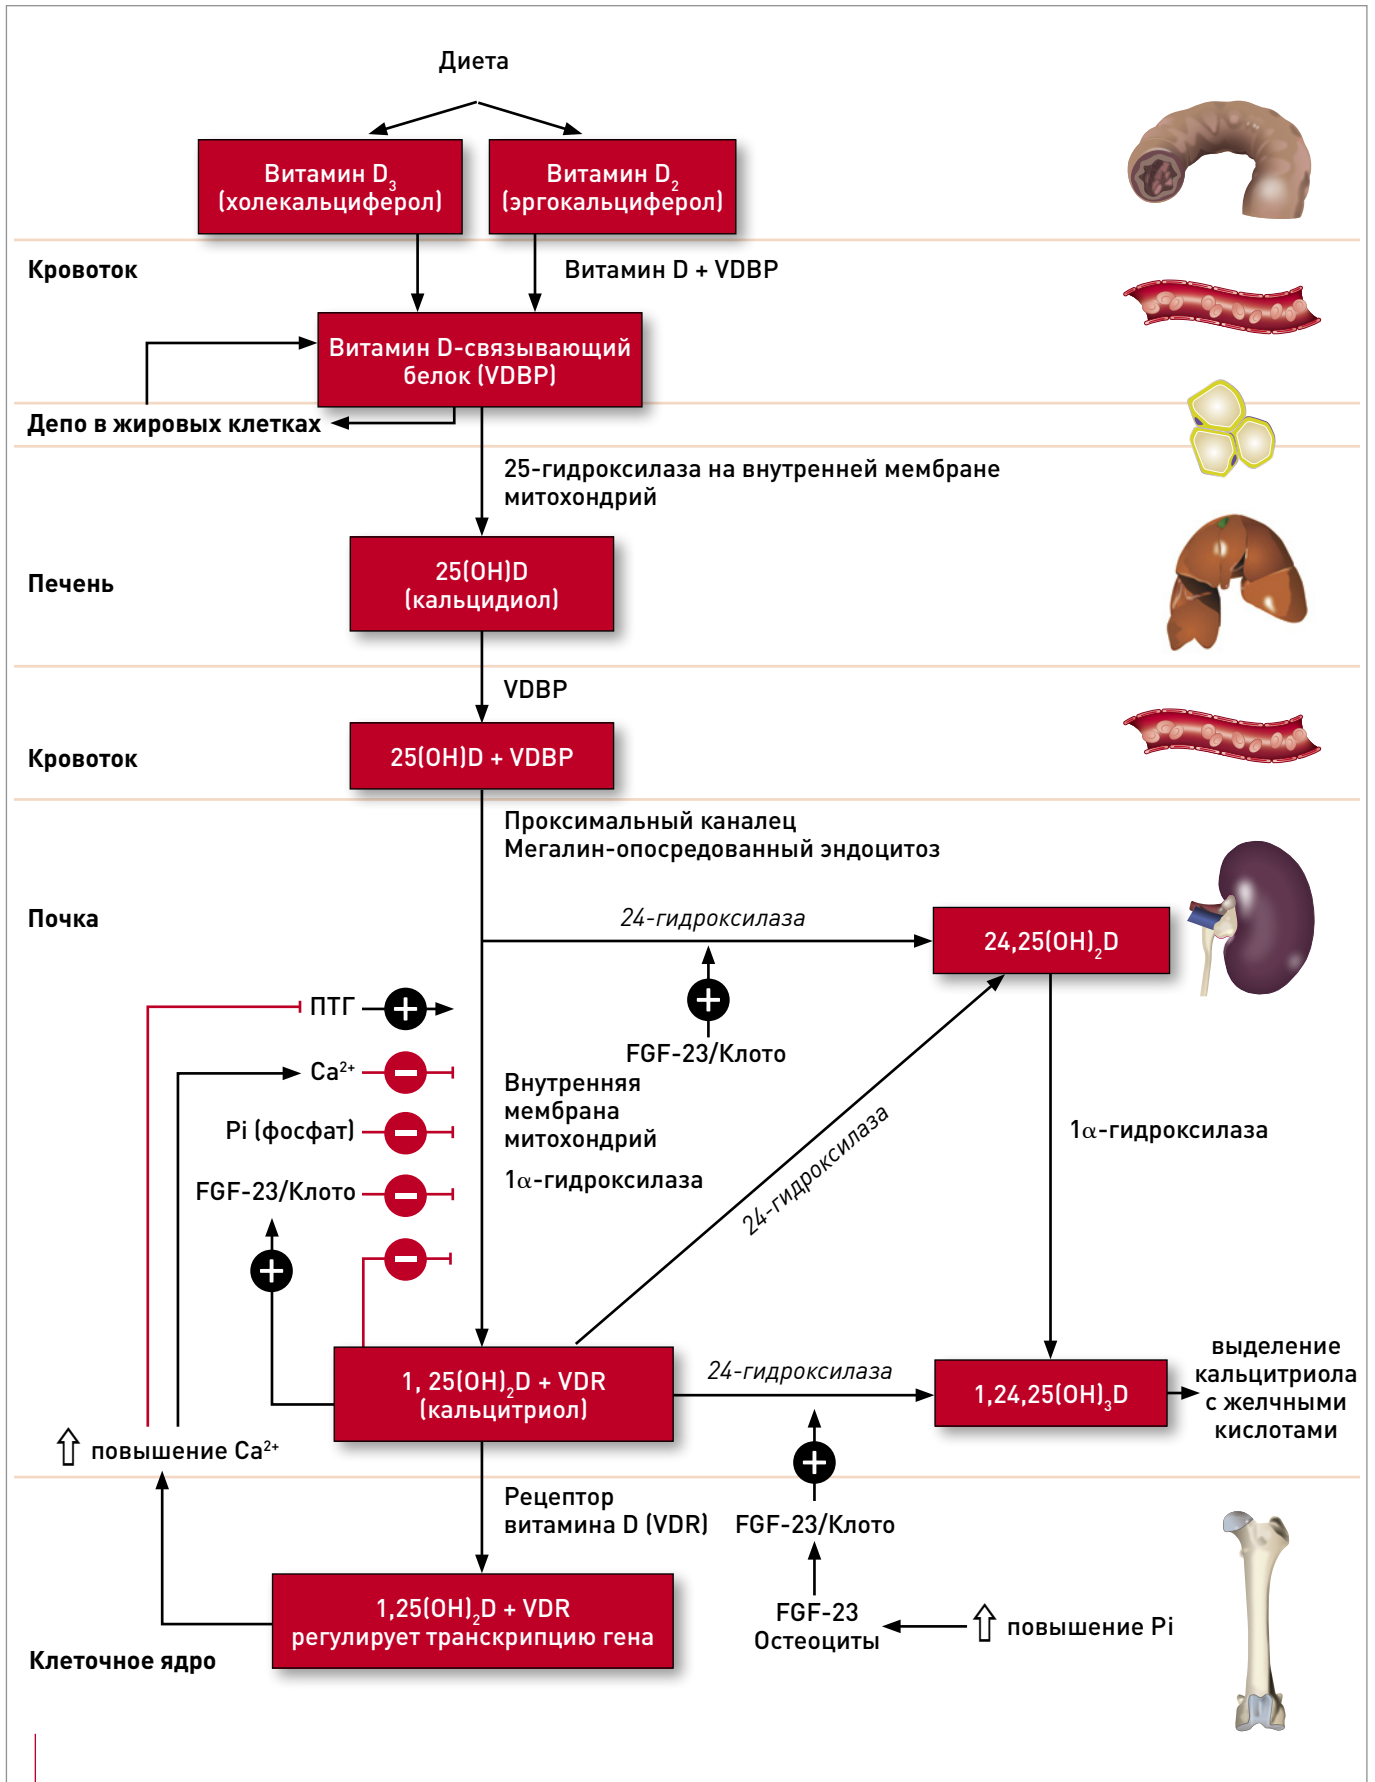 Диета
Витамин D₃
(холекальциферол)
Витамин D₂
(эргокальциферол)
Кровоток
Витамин D + VDBP
Витамин D-связывающий
белок (VDBP)
Депо в жировых клетках
25-гидроксилаза на внутренней мембране
митохондрий
Печень
25(OH)D
(кальцидиол)
VDBP
Кровоток
25(OH)D + VDBP
Проксимальный каналец
Мегалин-опосредованный эндоцитоз
Почка
24-гидроксилаза
24,25(OH)₂D
ПТГ
+
+
FGF-23/Клото
Ca²⁺
–
Внутренняя
мембрана
митохондрий
Pi (фосфат)
–
1α-гидроксилаза
1α-гидроксилаза
FGF-23/Клото
–
24-гидроксилаза
+
–
1, 25(OH)₂D + VDR
(кальцитриол)
24-гидроксилаза
1,24,25(OH)₃D
выделение
кальцитриола
с желчными
кислотами
повышение Ca²⁺
+
Рецептор
витамина D (VDR)
FGF-23/Клото
1,25(OH)₂D + VDR
регулирует транскрипцию гена
FGF-23
Остеоциты
повышение Pi
Клеточное ядро